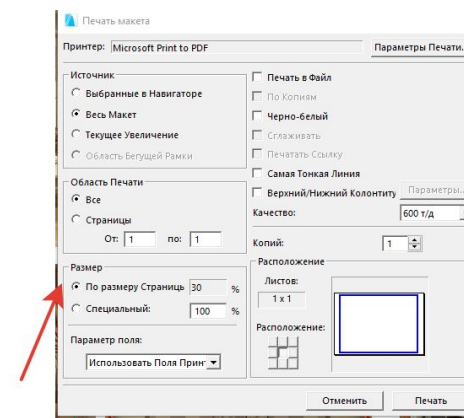 Печать макета
Принтер: Microsoft Print to PDF
Параметры Печати..
Источник
Выбранные в Навигаторе
Весь Макет
Текущее Увеличение
Область Бегущей Рамки
Печать в Файл
По Копиям
Черно-белый
Сглаживать
Печатать Ссылку
Самая Тонкая Линия
Верхний/Нижний Колонтиту
Параметры..
Область Печати
Все
Страницы
От: 1 по: 1
Качество: 600 т/д
Копий: 1
Размер
По размеру Страницы 30 %
Специальный: 100 %
Параметр поля:
Использовать Поля Принт
Расположение
Листов:
1 x 1
Расположение:
Отменить
Печать